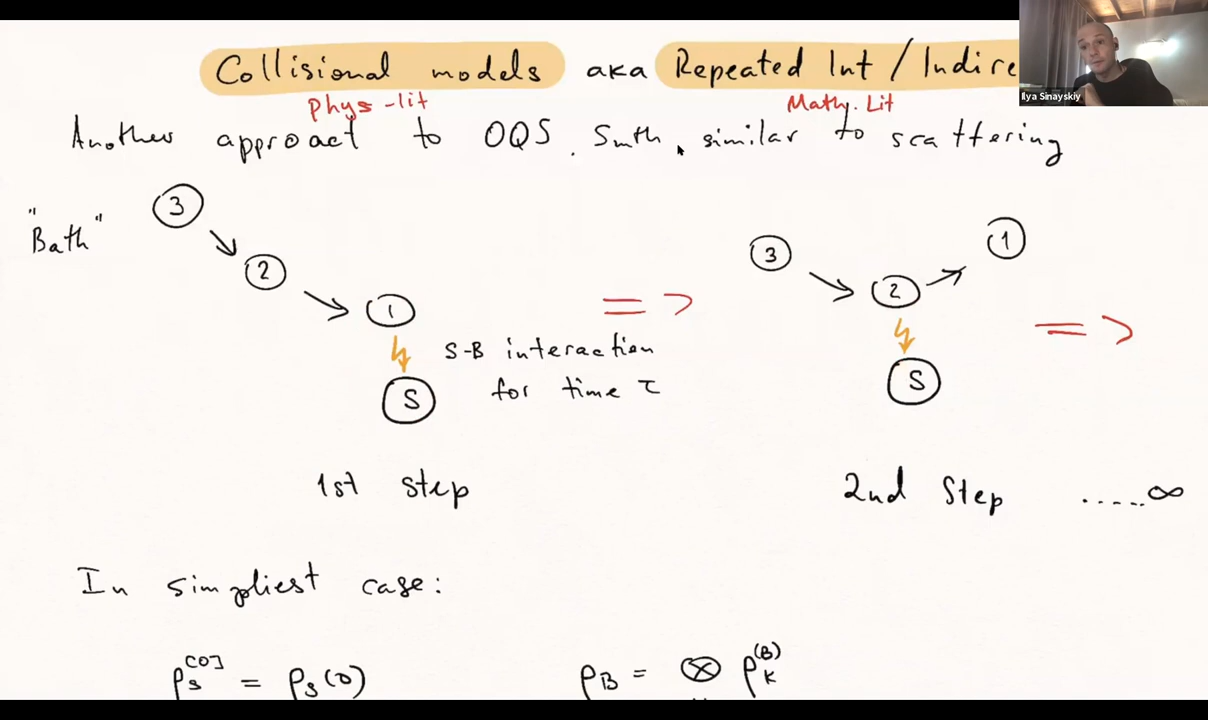 Collisional models aka Repeated Int / Indire
Phys-lit Math. Lit
Another approact to OQS. Smth. similar to scattering
"Bath"
3
2
1
S
S-B interaction
for time τ
=>
3
2
1
S
=>
1st step
2nd Step .....∞
In simpliest case:
ρ_S^[0] = ρ_S(0) ρ_B = ⊗ ρ_k^(B)
Ilya Sinayskiy